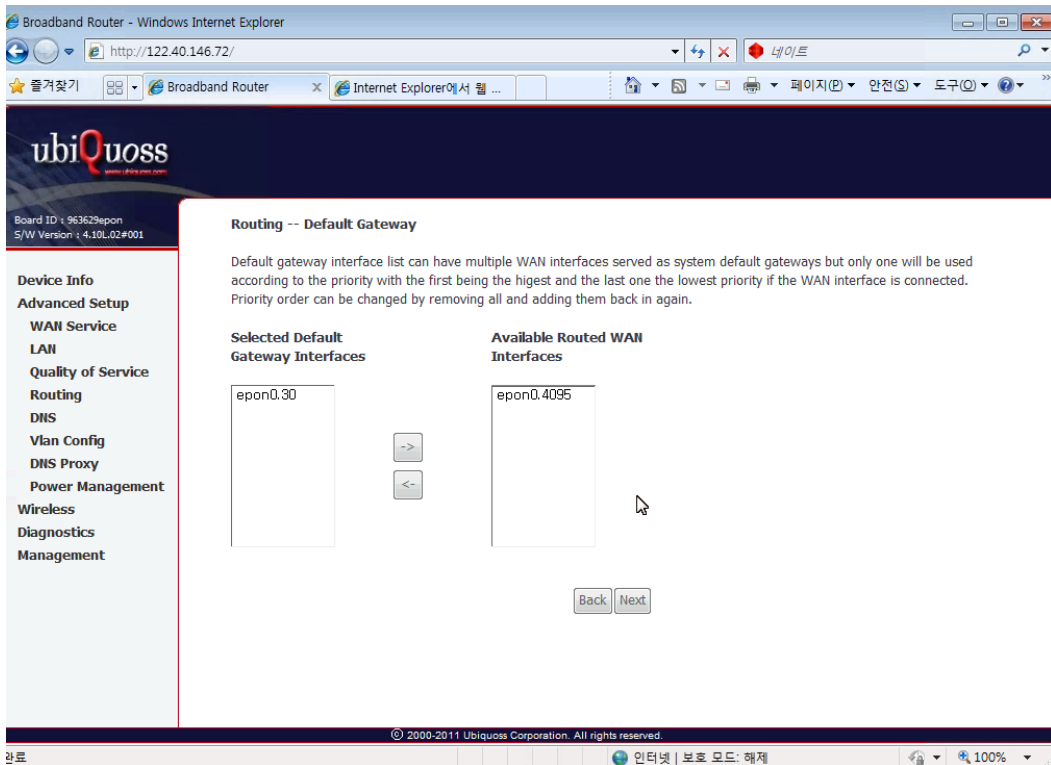 Broadband Router - Windows Internet Explorer
http://122.40.146.72/
네이트
즐겨찾기
Broadband Router
Internet Explorer에서 웹 ...
페이지(P)
안전(S)
도구(O)
ubiQuoss
Board ID : 963629epon
S/W Version : 4.10L.02#001
Device Info
Advanced Setup
WAN Service
LAN
Quality of Service
Routing
DNS
Vlan Config
DNS Proxy
Power Management
Wireless
Diagnostics
Management
Routing -- Default Gateway
Default gateway interface list can have multiple WAN interfaces served as system default gateways but only one will be used
according to the priority with the first being the higest and the last one the lowest priority if the WAN interface is connected.
Priority order can be changed by removing all and adding them back in again.
Selected Default
Gateway Interfaces
Available Routed WAN
Interfaces
epon0.30
epon0.4095
->
<-
Back
Next
© 2000-2011 Ubiquoss Corporation. All rights reserved.
완료
인터넷 | 보호 모드: 해제
100%